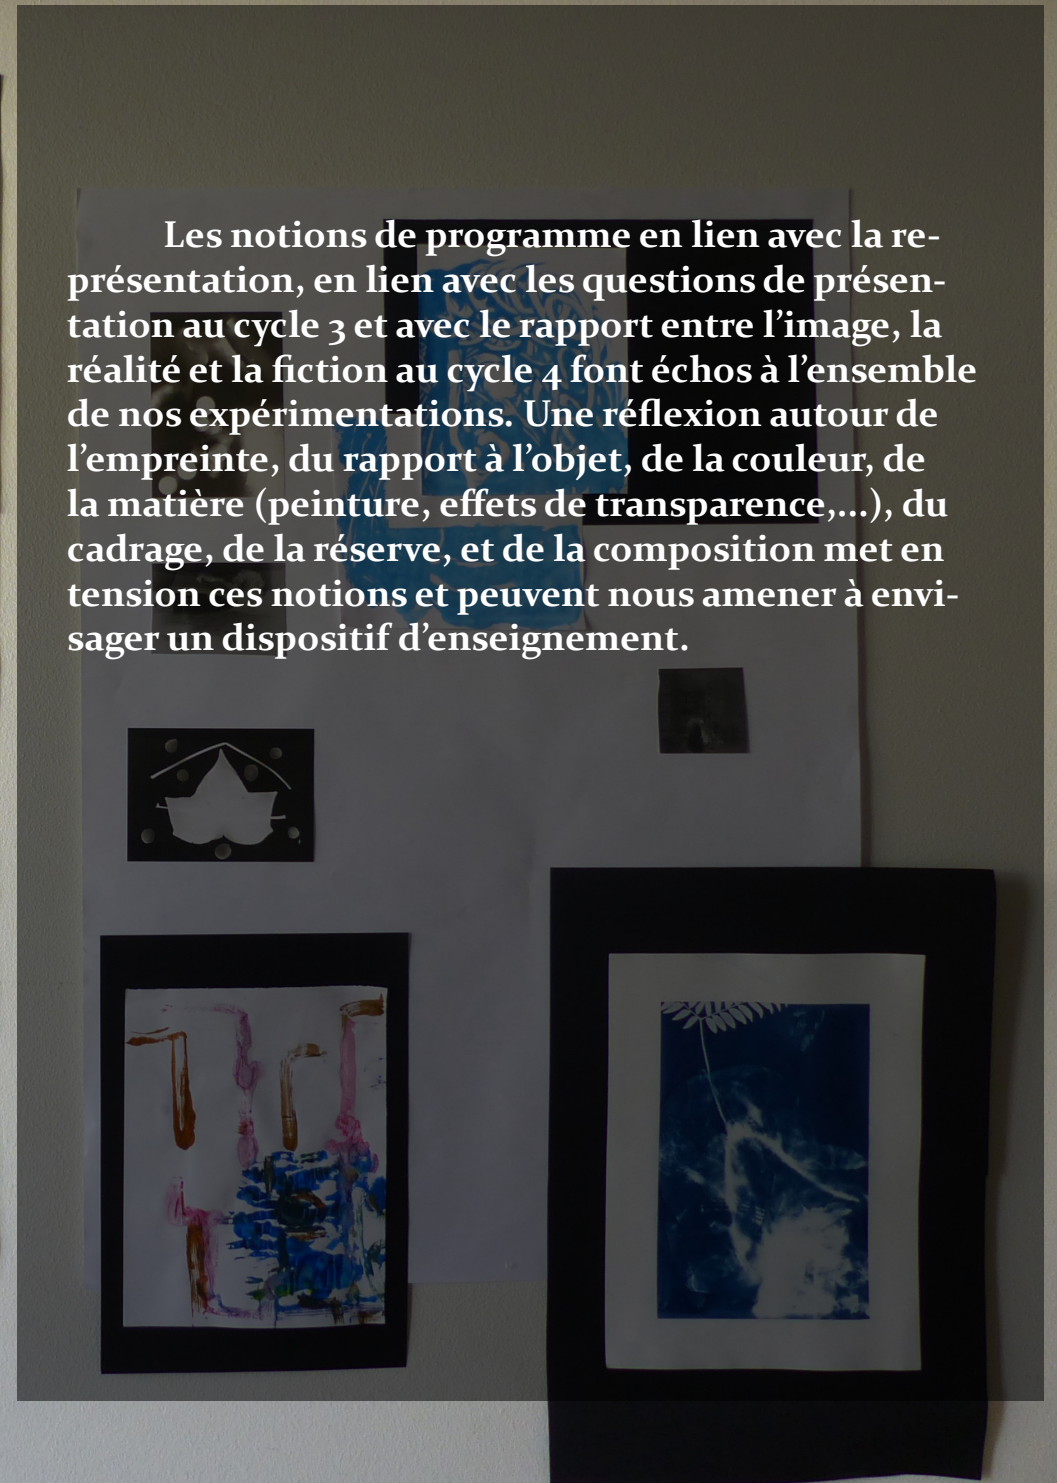 Les notions de programme en lien avec la re-
présentation, en lien avec les questions de présen-
tation au cycle 3 et avec le rapport entre l’image, la
réalité et la fiction au cycle 4 font échos à l’ensemble
de nos expérimentations. Une réflexion autour de
l’empreinte, du rapport à l’objet, de la couleur, de
la matière (peinture, effets de transparence,...), du
cadrage, de la réserve, et de la composition met en
tension ces notions et peuvent nous amener à envi-
sager un dispositif d’enseignement.